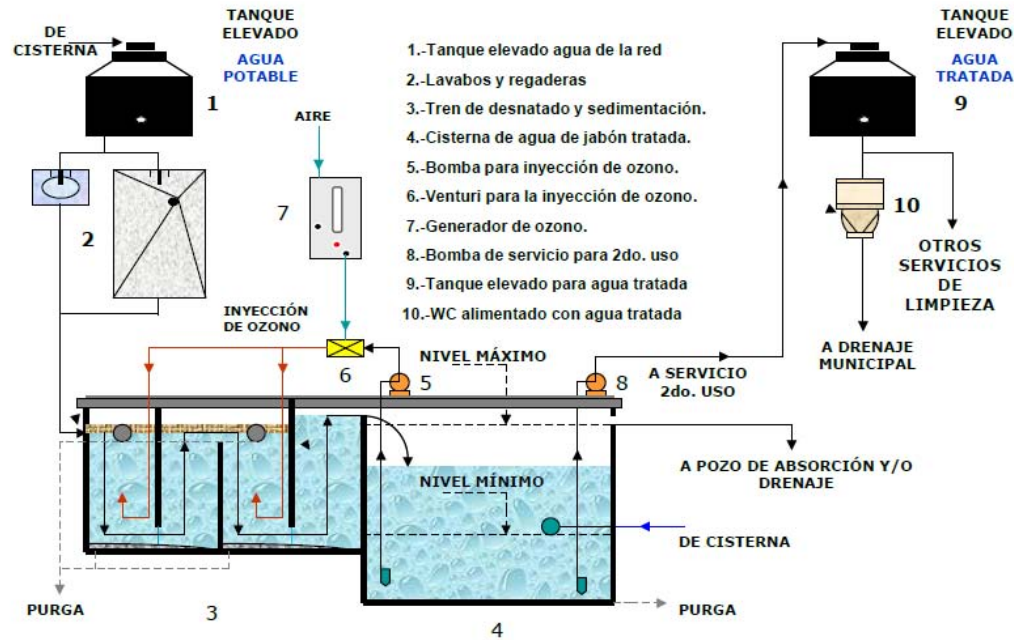 DE
CISTERNA
TANQUE
ELEVADO
AGUA
POTABLE
1
2
AIRE
7
1.-Tanque elevado agua de la red
2.-Lavabos y regaderas
3.-Tren de desnatado y sedimentación.
4.-Cisterna de agua de jabón tratada.
5.-Bomba para inyección de ozono.
6.-Venturi para la inyección de ozono.
7.-Generador de ozono.
8.-Bomba de servicio para 2do. uso
9.-Tanque elevado para agua tratada
10.-WC alimentado con agua tratada
TANQUE
ELEVADO
AGUA
TRATADA
9
10
OTROS
SERVICIOS
DE
LIMPIEZA
A DRENAJE
MUNICIPAL
INYECCIÓN
DE OZONO
6
5
NIVEL MÁXIMO
8
A SERVICIO
2do. USO
A POZO DE ABSORCIÓN Y/O
DRENAJE
NIVEL MÍNIMO
DE CISTERNA
PURGA
3
4
PURGA